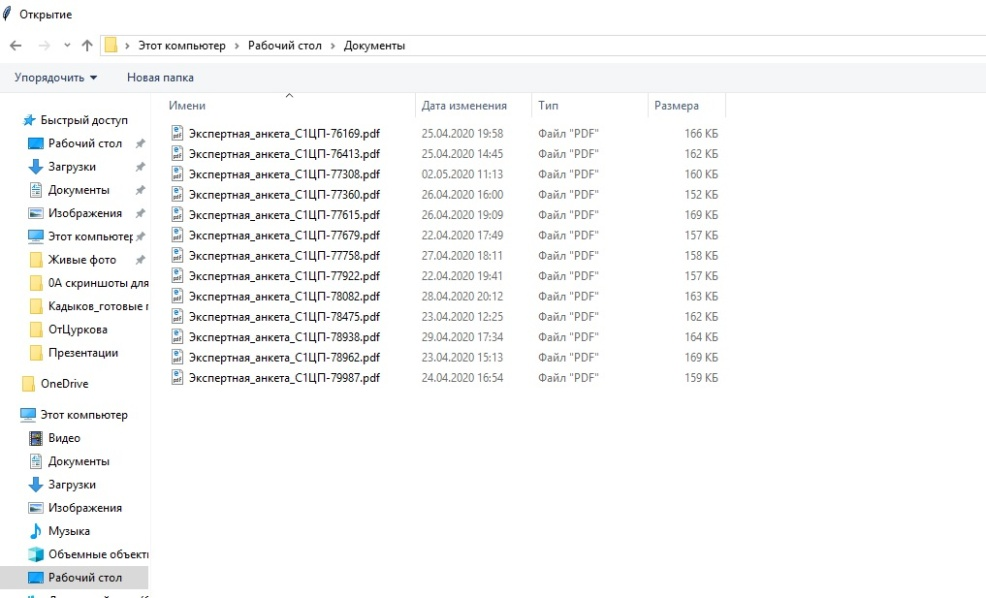 Открытие
Этот компьютер › Рабочий стол › Документы
Упорядочить Новая папка
Имени Дата изменения Тип Размера
Экспертная_анкета_С1ЦП-76169.pdf 25.04.2020 19:58 Файл "PDF" 166 КБ
Экспертная_анкета_С1ЦП-76413.pdf 25.04.2020 14:45 Файл "PDF" 162 КБ
Экспертная_анкета_С1ЦП-77308.pdf 02.05.2020 11:13 Файл "PDF" 160 КБ
Экспертная_анкета_С1ЦП-77360.pdf 26.04.2020 16:00 Файл "PDF" 152 КБ
Экспертная_анкета_С1ЦП-77615.pdf 26.04.2020 19:09 Файл "PDF" 169 КБ
Экспертная_анкета_С1ЦП-77679.pdf 22.04.2020 17:49 Файл "PDF" 157 КБ
Экспертная_анкета_С1ЦП-77758.pdf 27.04.2020 18:11 Файл "PDF" 158 КБ
Экспертная_анкета_С1ЦП-77922.pdf 22.04.2020 19:41 Файл "PDF" 157 КБ
Экспертная_анкета_С1ЦП-78082.pdf 28.04.2020 20:12 Файл "PDF" 163 КБ
Экспертная_анкета_С1ЦП-78475.pdf 23.04.2020 12:25 Файл "PDF" 162 КБ
Экспертная_анкета_С1ЦП-78938.pdf 29.04.2020 17:34 Файл "PDF" 164 КБ
Экспертная_анкета_С1ЦП-78962.pdf 23.04.2020 15:13 Файл "PDF" 169 КБ
Экспертная_анкета_С1ЦП-79987.pdf 24.04.2020 16:54 Файл "PDF" 159 КБ
Быстрый доступ
Рабочий стол
Загрузки
Документы
Изображения
Этот компьютер
Живые фото
0А скриншоты для
Кадыков_готовые
ОтЦуркова
Презентации
OneDrive
Этот компьютер
Видео
Документы
Загрузки
Изображения
Музыка
Объемные объект
Рабочий стол